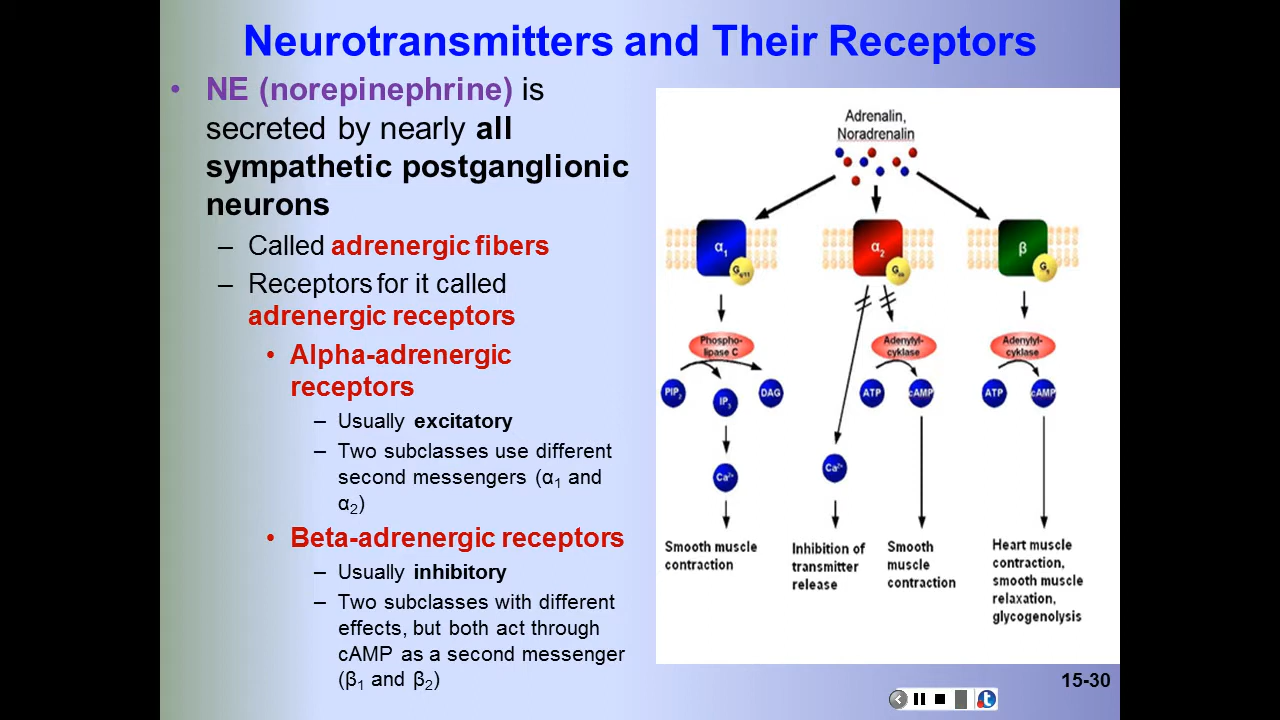 Neurotransmitters and Their Receptors
• NE (norepinephrine) is
secreted by nearly all
sympathetic postganglionic
neurons
– Called adrenergic fibers
– Receptors for it called
adrenergic receptors
• Alpha-adrenergic
receptors
– Usually excitatory
– Two subclasses use different
second messengers (α1 and
α2)
• Beta-adrenergic receptors
– Usually inhibitory
– Two subclasses with different
effects, but both act through
cAMP as a second messenger
(β1 and β2)
Adrenalin,
Noradrenalin
α1
α2
β
Phospho-
lipase C
Adenylyl-
cyklase
Adenylyl-
cyklase
PIP2
IP3
DAG
ATP
cAMP
ATP
cAMP
Ca2+
Ca2+
Smooth muscle
contraction
Inhibition of
transmitter
release
Smooth
muscle
contraction
Heart muscle
contraction,
smooth muscle
relaxation,
glycogenolysis
15-30
t